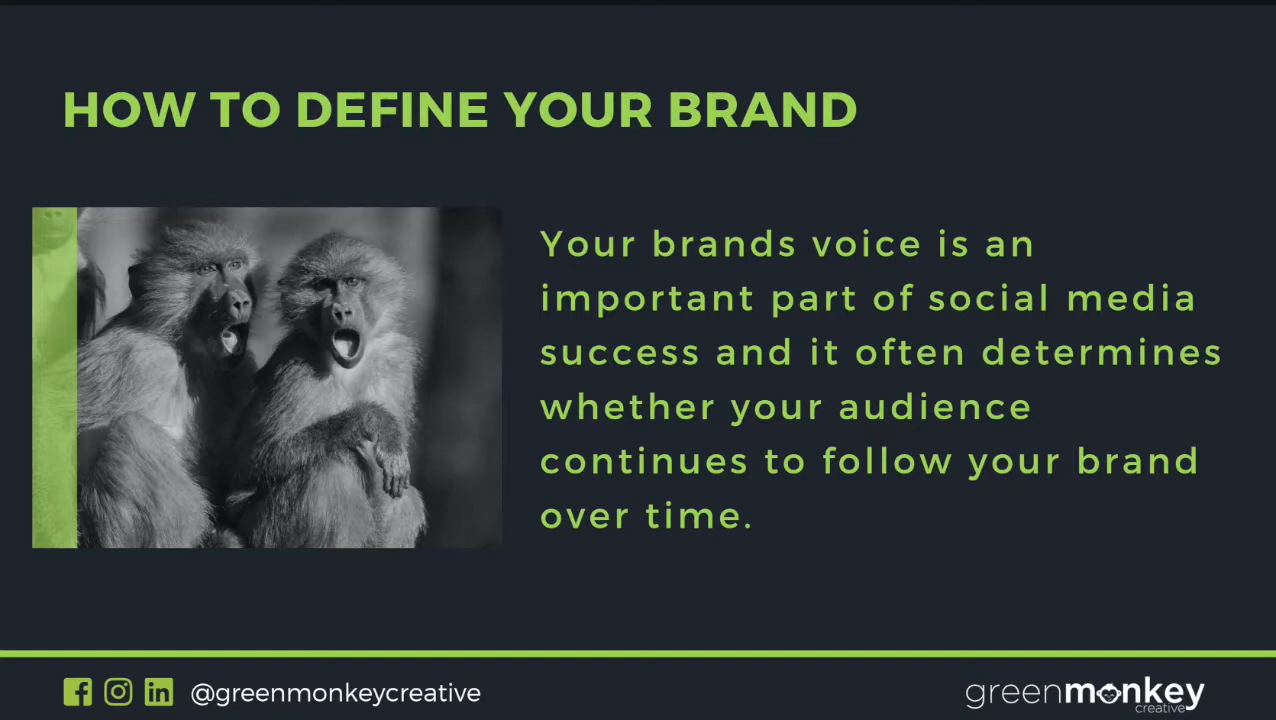 HOW TO DEFINE YOUR BRAND
Your brands voice is an
important part of social media
success and it often determines
whether your audience
continues to follow your brand
over time.
@greenmonkeycreative
greenmonkey
creative